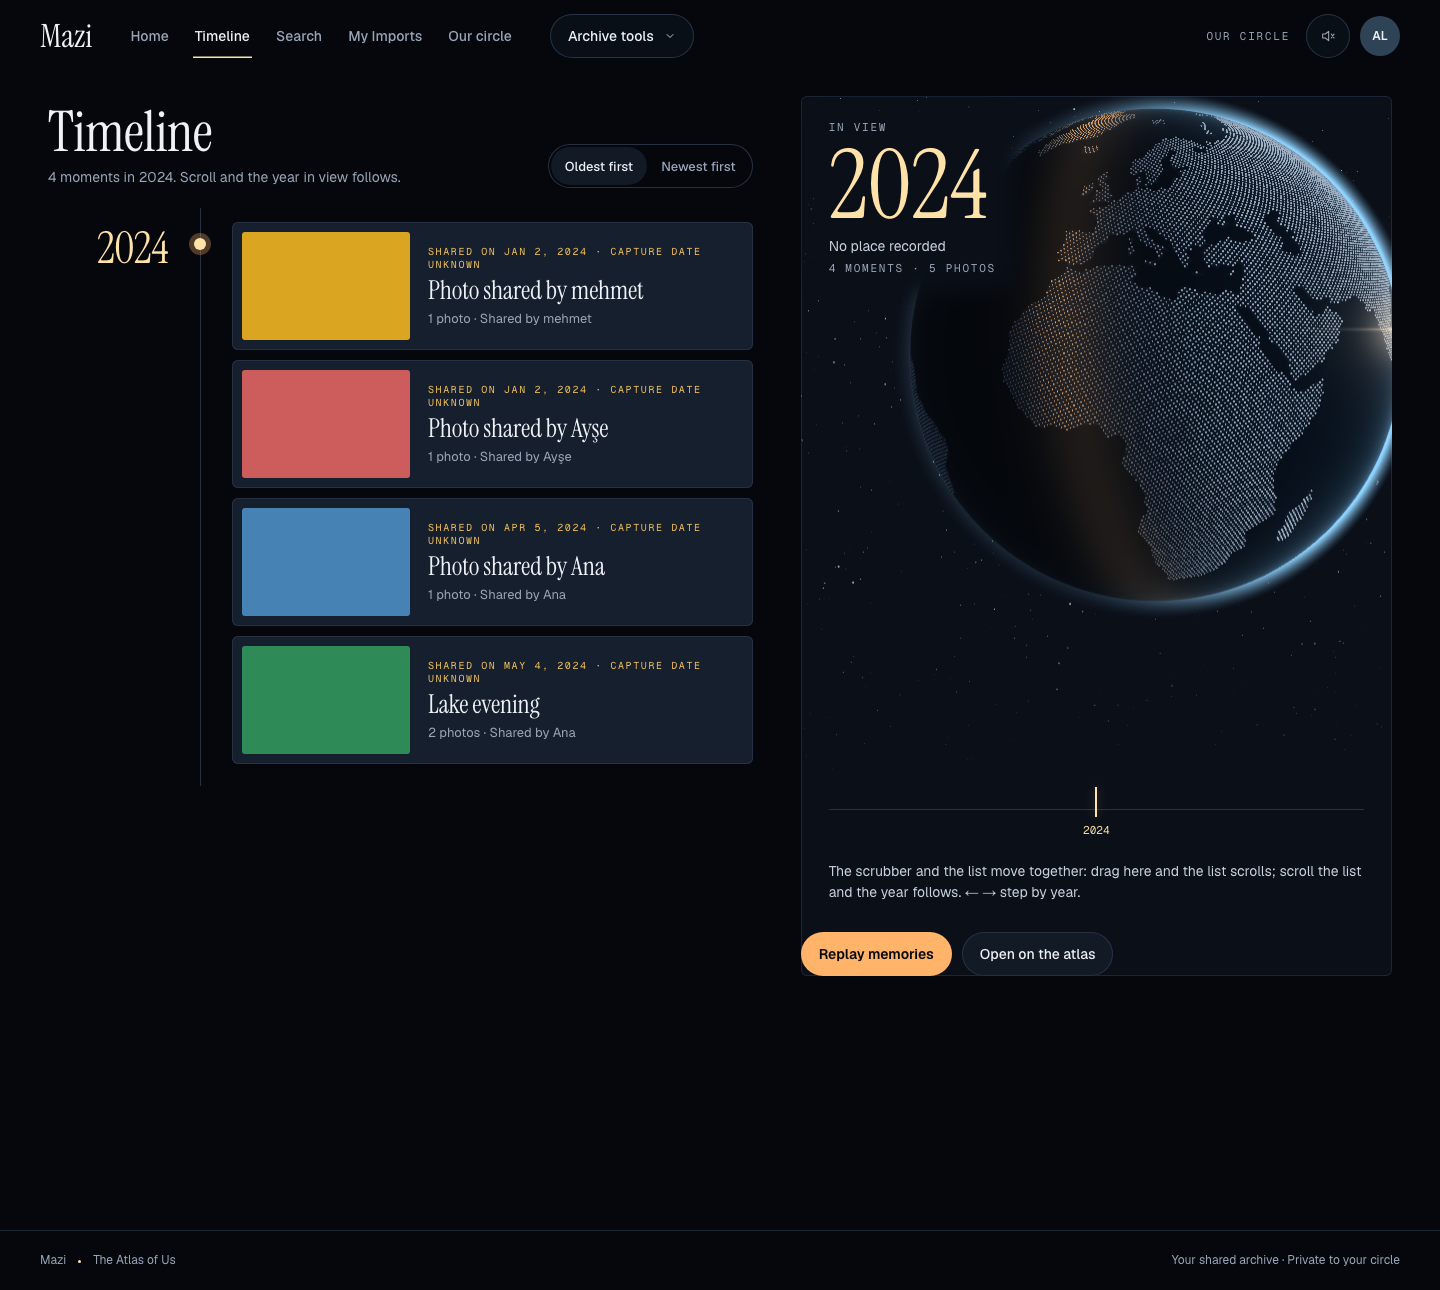 Mazi
Home
Timeline
Search
My Imports
Our circle
Archive tools
OUR CIRCLE
AL
Timeline
4 moments in 2024. Scroll and the year in view follows.
Oldest first
Newest first
2024
SHARED ON JAN 2, 2024 · CAPTURE DATE
UNKNOWN
Photo shared by mehmet
1 photo · Shared by mehmet
SHARED ON JAN 2, 2024 · CAPTURE DATE
UNKNOWN
Photo shared by Ayşe
1 photo · Shared by Ayşe
SHARED ON APR 5, 2024 · CAPTURE DATE
UNKNOWN
Photo shared by Ana
1 photo · Shared by Ana
SHARED ON MAY 4, 2024 · CAPTURE DATE
UNKNOWN
Lake evening
2 photos · Shared by Ana
IN VIEW
2024
No place recorded
4 MOMENTS · 5 PHOTOS
2024
The scrubber and the list move together: drag here and the list scrolls; scroll the list
and the year follows. ← → step by year.
Replay memories
Open on the atlas
Mazi • The Atlas of Us
Your shared archive · Private to your circle